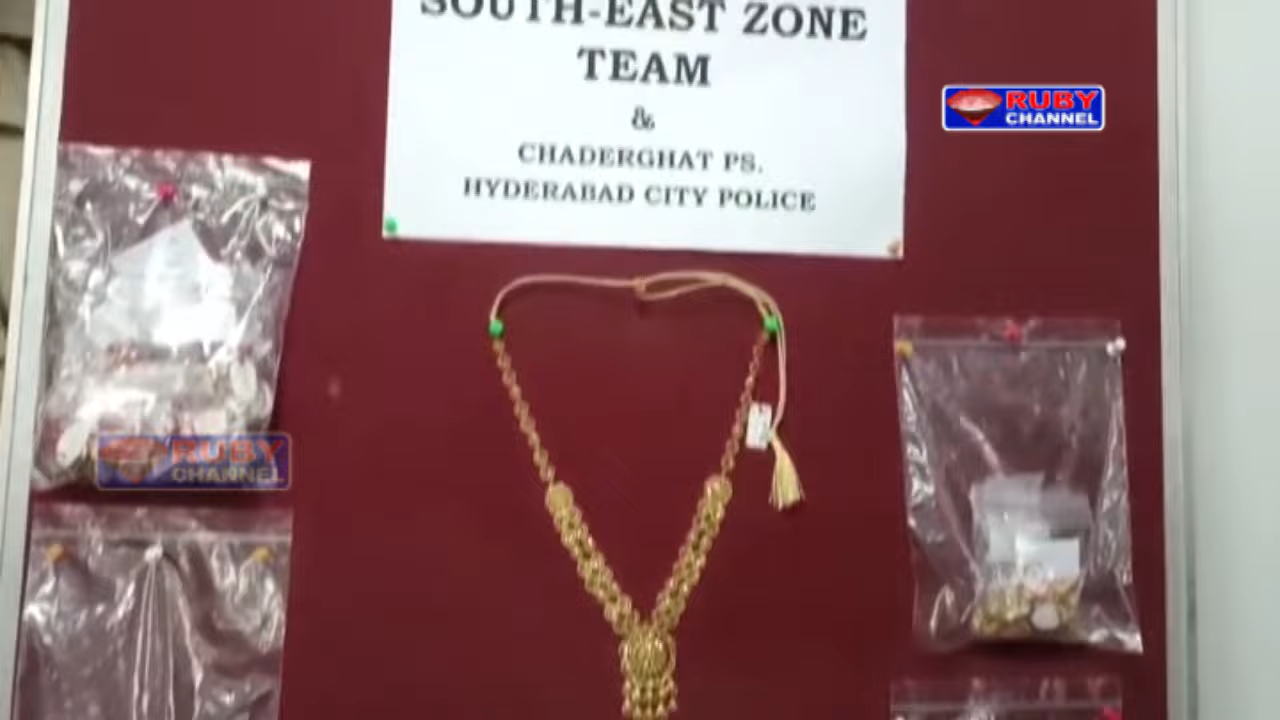 SOUTH-EAST ZONE
TEAM
&
CHADERGHAT PS.
HYDERABAD CITY POLICE
RUBY
CHANNEL
RUBY
CHANNEL